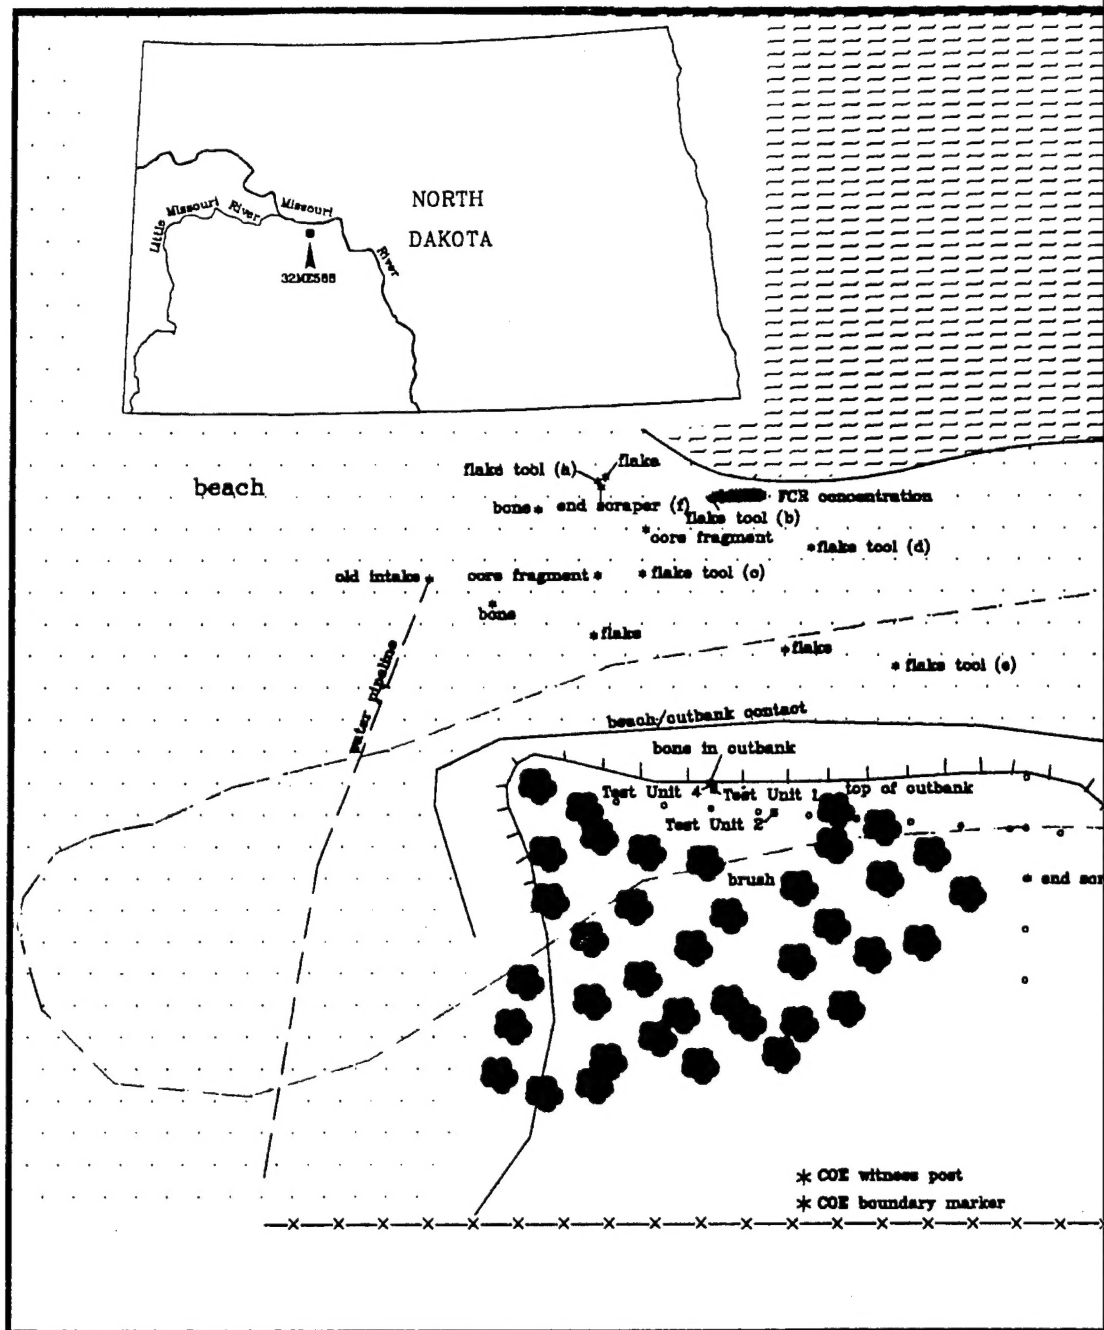 NORTH
DAKOTA
Little Missouri River
Missouri
River
32ME588
beach
flake tool (a)
flake
bone
end scraper (f)
FCR concentration
flake tool (b)
core fragment
flake tool (d)
old intake
core fragment
flake tool (c)
bone
flake
flake
flake tool (e)
water pipeline
beach/cutbank contact
bone in cutbank
Test Unit 4
Test Unit 1
top of cutbank
Test Unit 2
brush
end scr
COE witness post
COE boundary marker